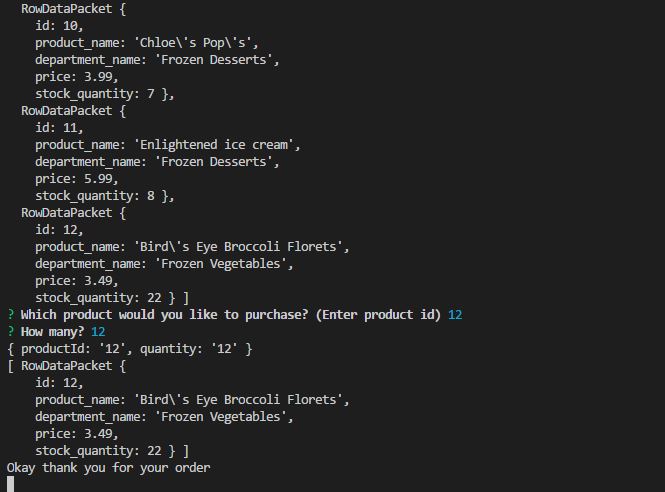 RowDataPacket {
id: 10,
product_name: 'Chloe\'s Pop\'s',
department_name: 'Frozen Desserts',
price: 3.99,
stock_quantity: 7 },
RowDataPacket {
id: 11,
product_name: 'Enlightened ice cream',
department_name: 'Frozen Desserts',
price: 5.99,
stock_quantity: 8 },
RowDataPacket {
id: 12,
product_name: 'Bird\'s Eye Broccoli Florets',
department_name: 'Frozen Vegetables',
price: 3.49,
stock_quantity: 22 } ]
? Which product would you like to purchase? (Enter product id) 12
? How many? 12
{ productId: '12', quantity: '12' }
[ RowDataPacket {
id: 12,
product_name: 'Bird\'s Eye Broccoli Florets',
department_name: 'Frozen Vegetables',
price: 3.49,
stock_quantity: 22 } ]
Okay thank you for your order